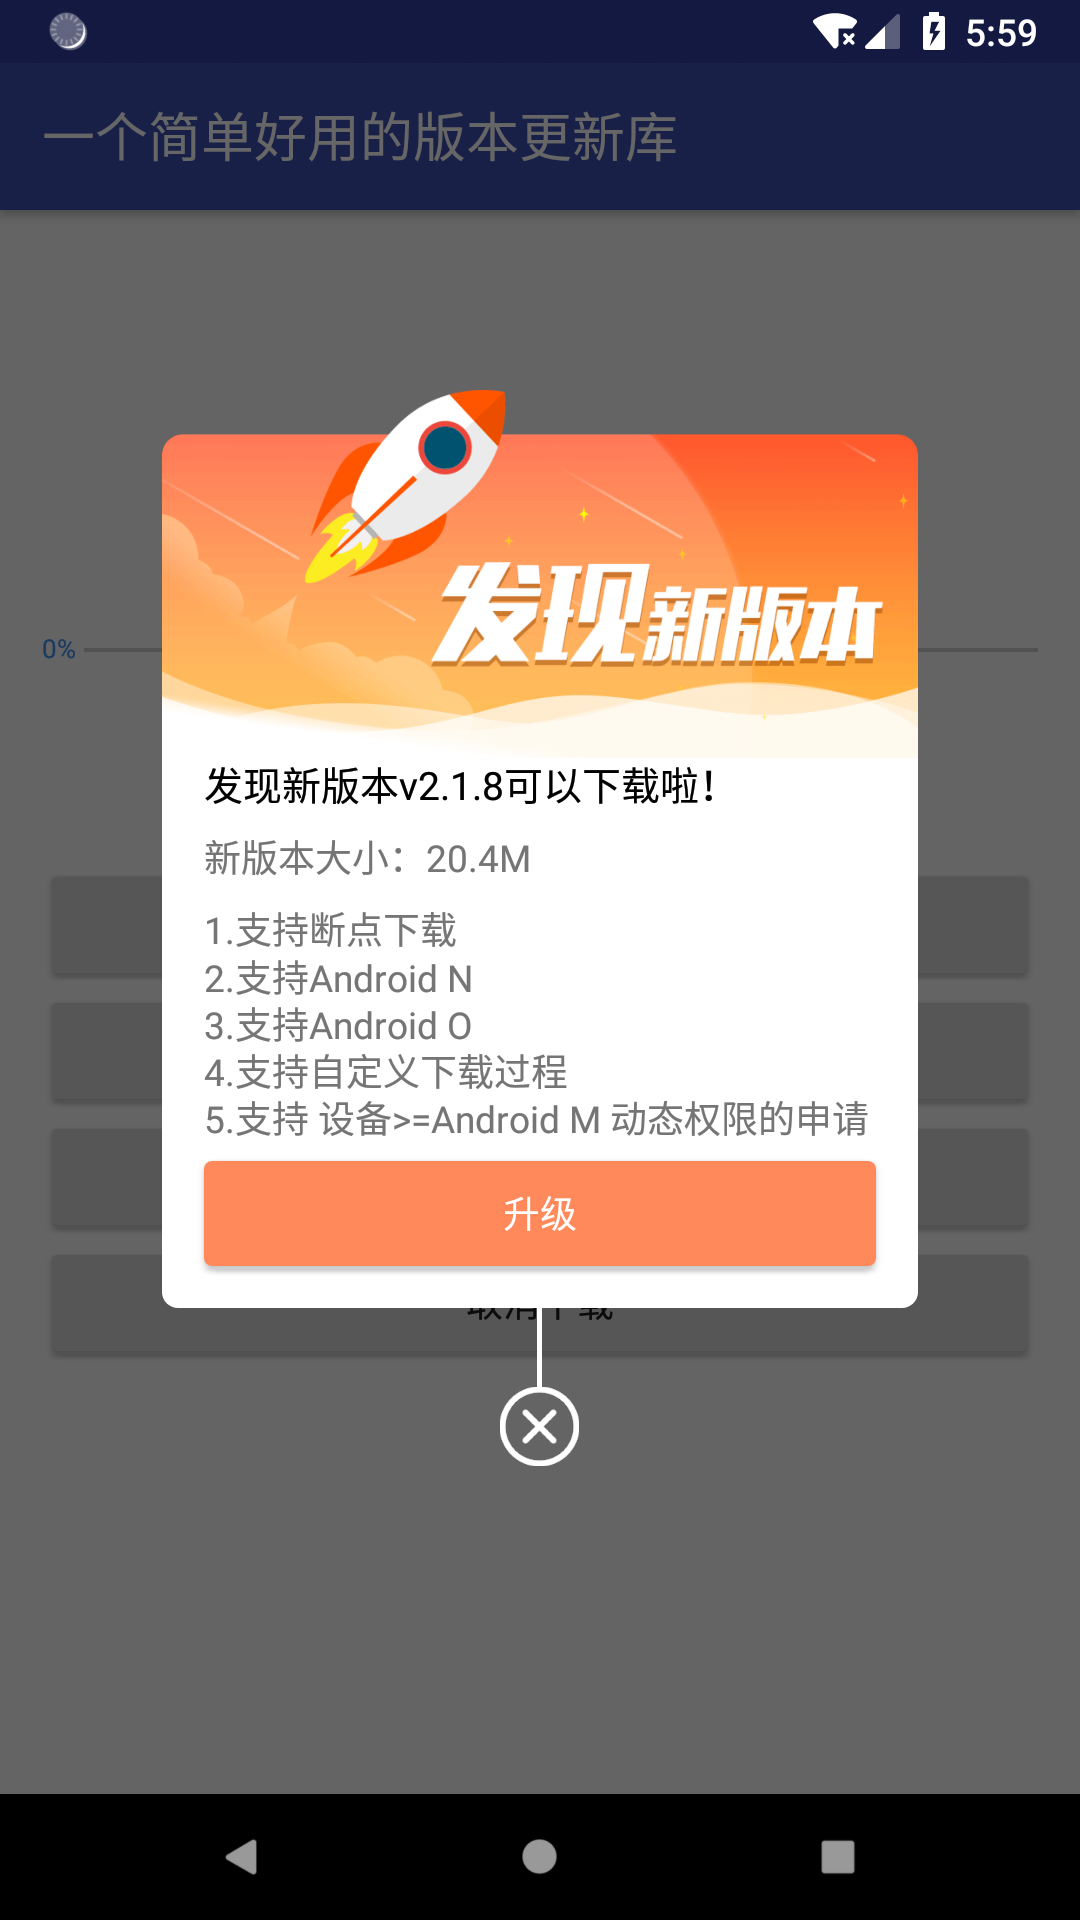 5:59
一个简单好用的版本更新库
发现新版本
0%
发现新版本v2.1.8可以下载啦！
新版本大小：20.4M
1.支持断点下载
2.支持Android N
3.支持Android O
4.支持自定义下载过程
5.支持 设备>=Android M 动态权限的申请
升级
取消下载